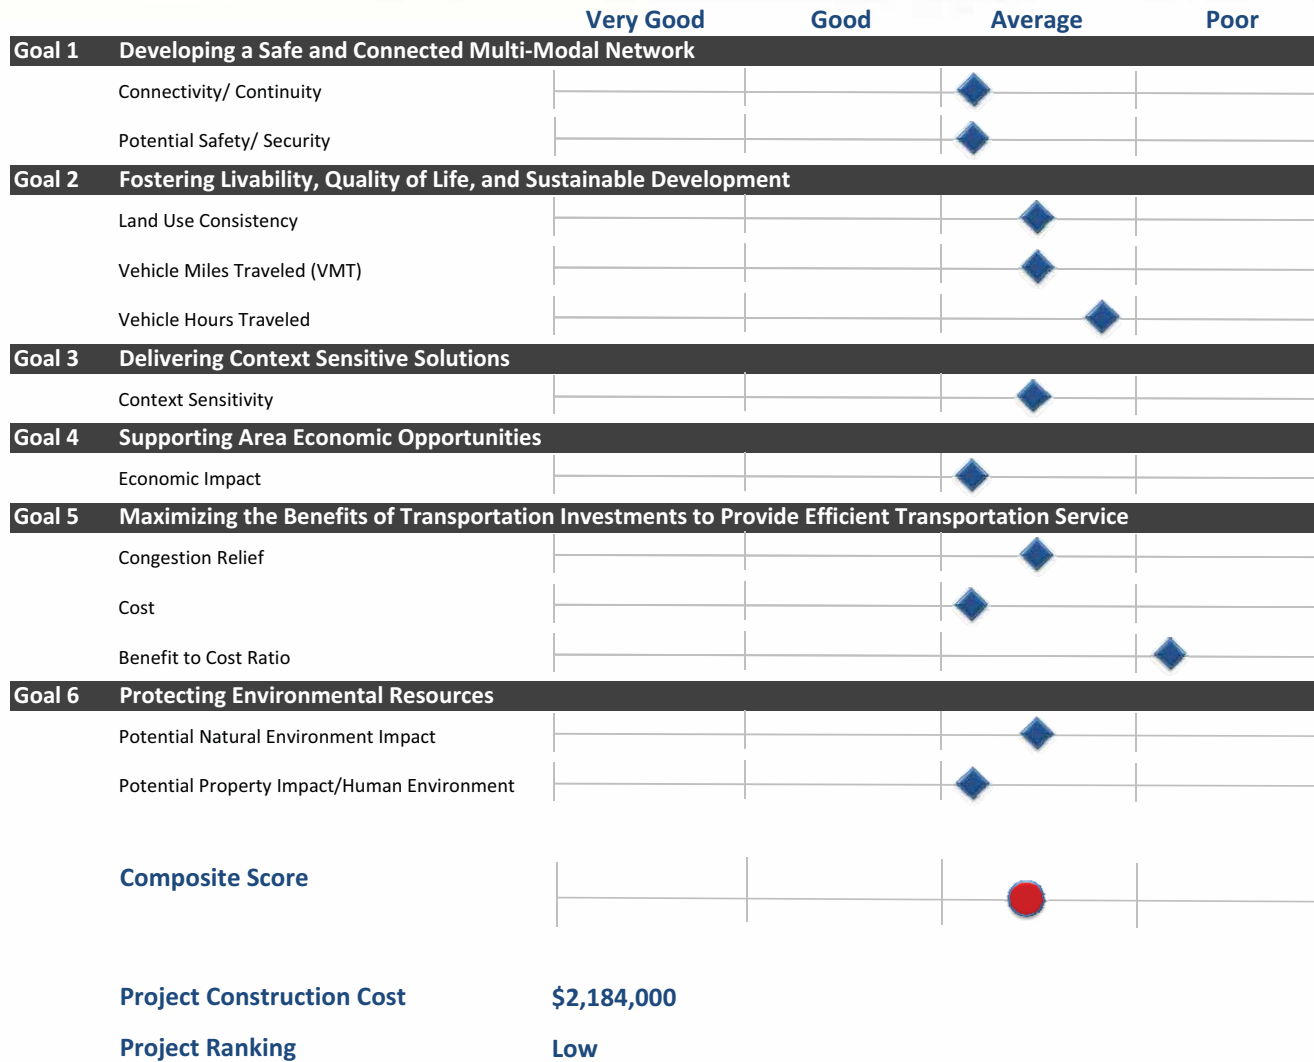 Very Good Good Average Poor
Goal 1 Developing a Safe and Connected Multi-Modal Network
Connectivity/ Continuity
Potential Safety/ Security
Goal 2 Fostering Livability, Quality of Life, and Sustainable Development
Land Use Consistency
Vehicle Miles Traveled (VMT)
Vehicle Hours Traveled
Goal 3 Delivering Context Sensitive Solutions
Context Sensitivity
Goal 4 Supporting Area Economic Opportunities
Economic Impact
Goal 5 Maximizing the Benefits of Transportation Investments to Provide Efficient Transportation Service
Congestion Relief
Cost
Benefit to Cost Ratio
Goal 6 Protecting Environmental Resources
Potential Natural Environment Impact
Potential Property Impact/Human Environment
Composite Score
Project Construction Cost $2,184,000
Project Ranking Low